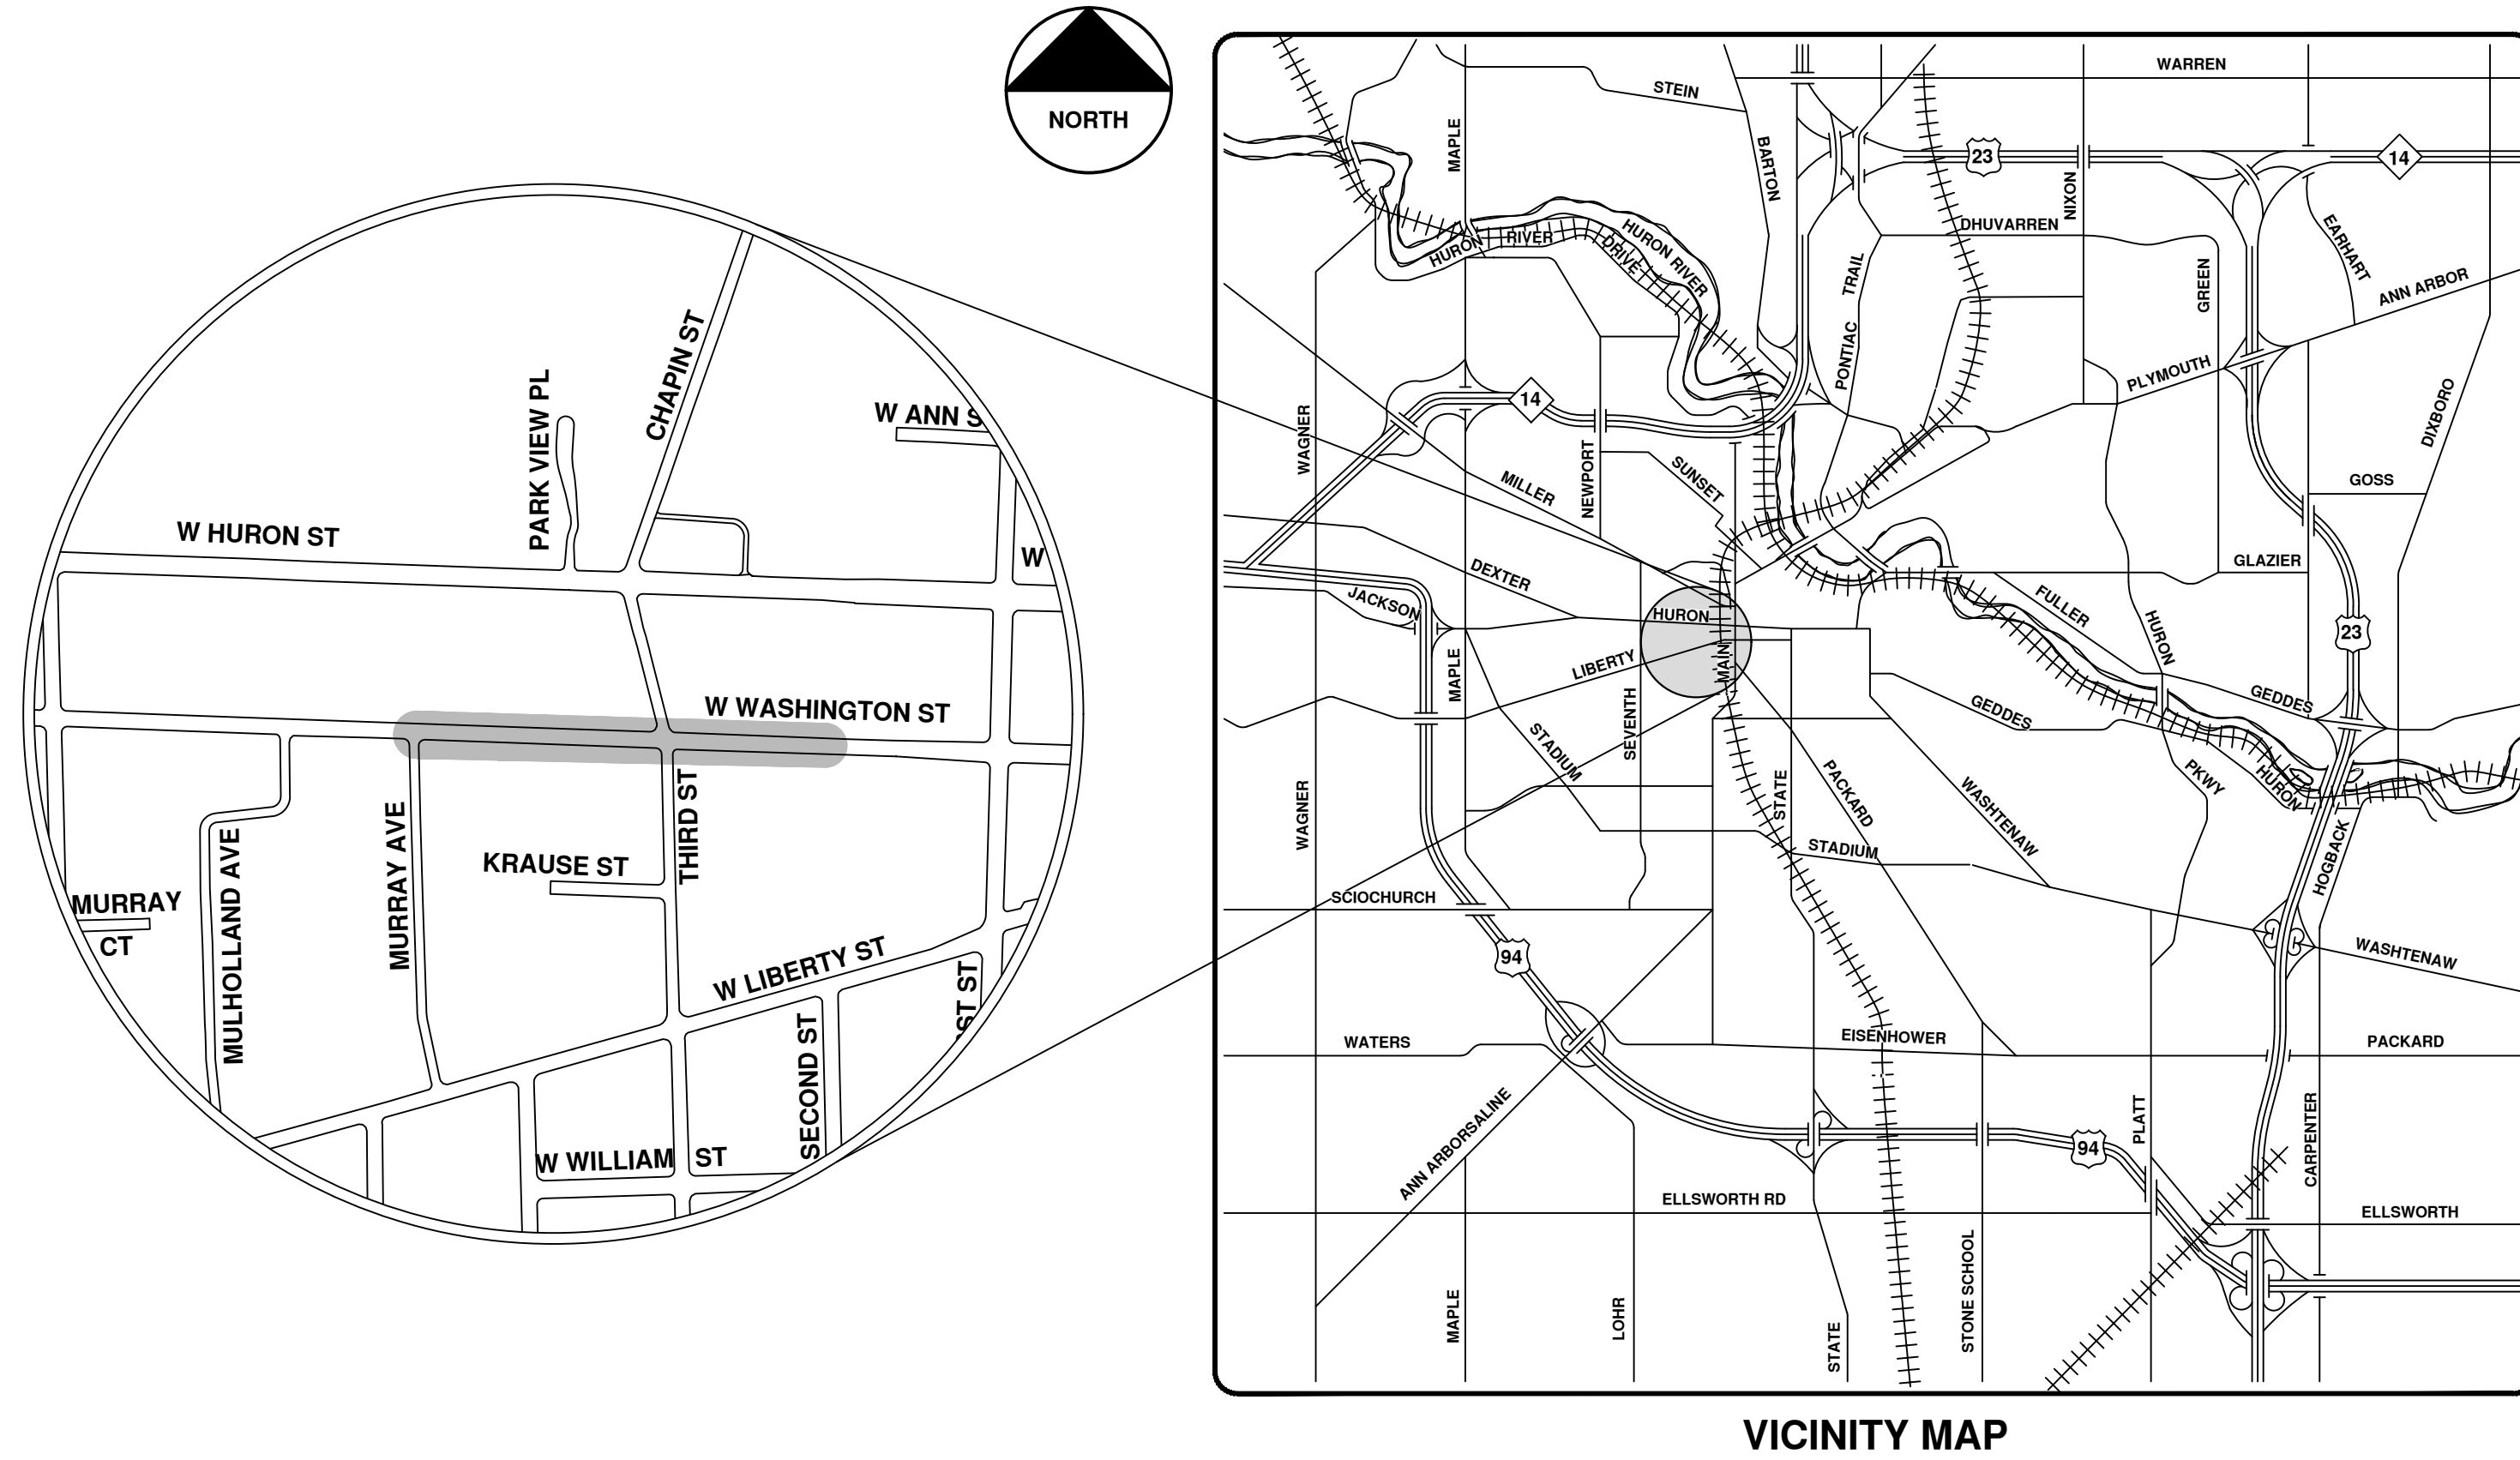 NORTH
CHAPIN ST
PARK VIEW PL
W ANN S
W HURON ST
W
W WASHINGTON ST
MULHOLLAND AVE
MURRAY AVE
THIRD ST
KRAUSE ST
MURRAY
CT
W LIBERTY ST
SECOND ST
ST ST
W WILLIAM ST
WARREN
STEIN
MAPLE
BARTON
23
14
NIXON
DHUVARREN
EARHART
HURON
RIVER
DRIVE
HURON RIVER
TRAIL
GREEN
ANN ARBOR
PONTIAC
PLYMOUTH
14
WAGNER
DIXBORO
MILLER
NEWPORT
SUNSET
GOSS
DEXTER
GLAZIER
JACKSON
HURON
FULLER
HURON
23
LIBERTY
MAIN
MAPLE
SEVENTH
GEDDES
GEDDES
STADIUM
STATE
PACKARD
WASHTENAW
PKWY
HURON
WAGNER
STADIUM
HOGBACK
SCIOCHURCH
94
WASHTENAW
WATERS
EISENHOWER
PACKARD
ANN ARBORSALINE
94
PLATT
CARPENTER
ELLSWORTH RD
ELLSWORTH
MAPLE
LOHR
STATE
STONE SCHOOL
VICINITY MAP